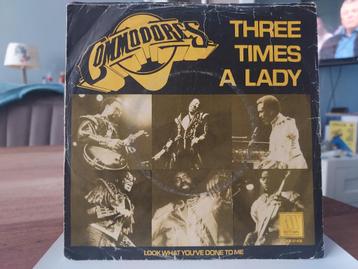 COMMODORES
THREE
TIMES
A LADY
LOOK WHAT YOU'VE DONE TO ME